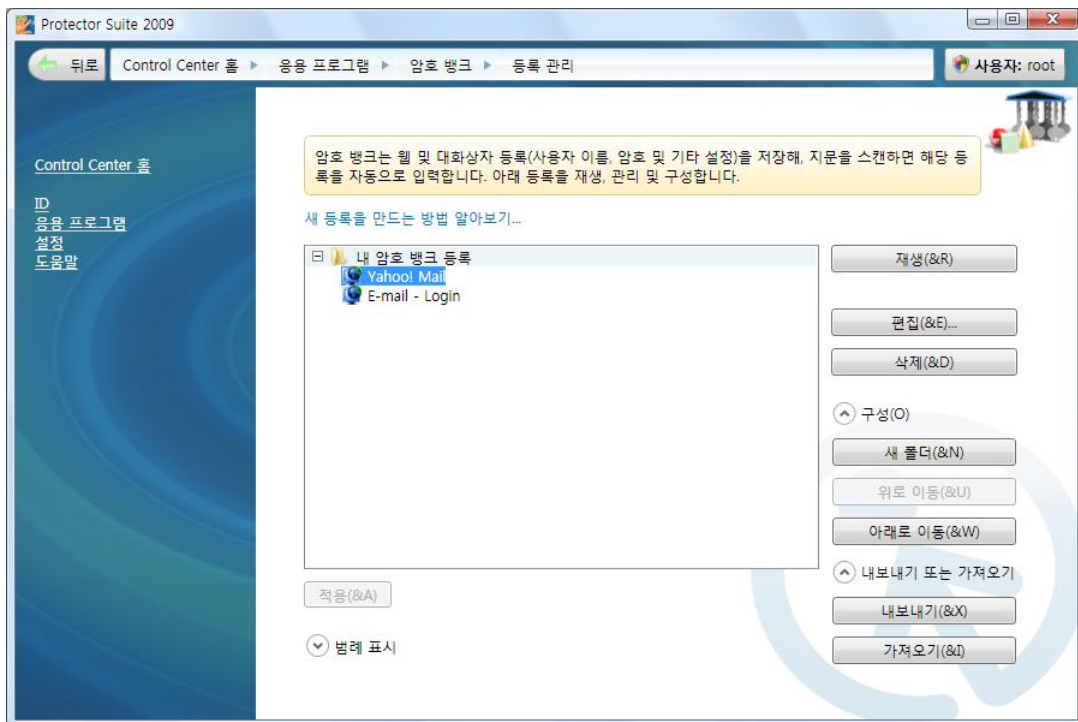 Protector Suite 2009
뒤로
Control Center 홈 ▶ 응용 프로그램 ▶ 암호 뱅크 ▶ 등록 관리
사용자: root
Control Center 홈
ID
응용 프로그램
설정
도움말
암호 뱅크는 웹 및 대화상자 등록(사용자 이름, 암호 및 기타 설정)을 저장해, 지문을 스캔하면 해당 등
록을 자동으로 입력합니다. 아래 등록을 재생, 관리 및 구성합니다.
새 등록을 만드는 방법 알아보기...
내 암호 뱅크 등록
Yahoo! Mail
E-mail - Login
적용(&A)
범례 표시
재생(&R)
편집(&E)...
삭제(&D)
구성(O)
새 폴더(&N)
위로 이동(&U)
아래로 이동(&W)
내보내기 또는 가져오기
내보내기(&X)
가져오기(&I)